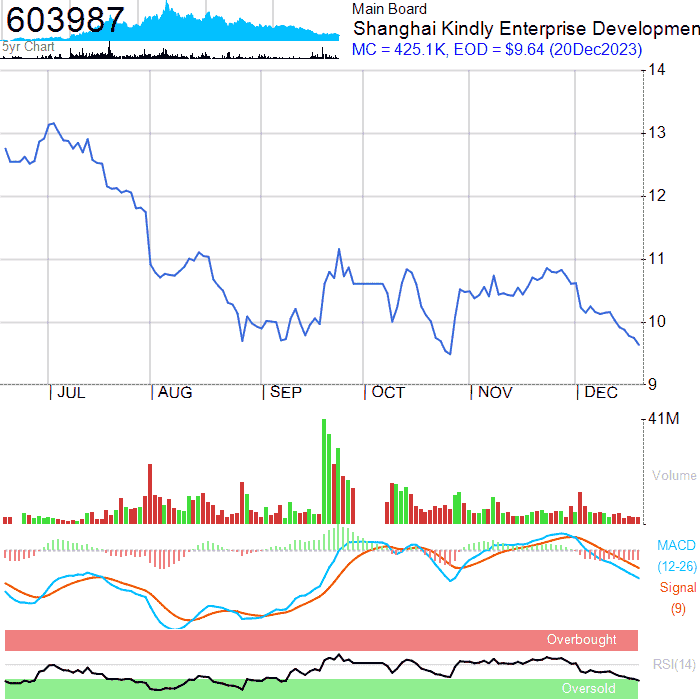 603987
5yr Chart
Main Board
Shanghai Kindly Enterprise Developmen
MC = 425.1K, EOD = $9.64 (20Dec2023)
14
13
12
11
10
9
JUL AUG SEP OCT NOV DEC
41M
Volume
MACD
(12-26)
Signal
(9)
Overbought
RSI(14)
Oversold